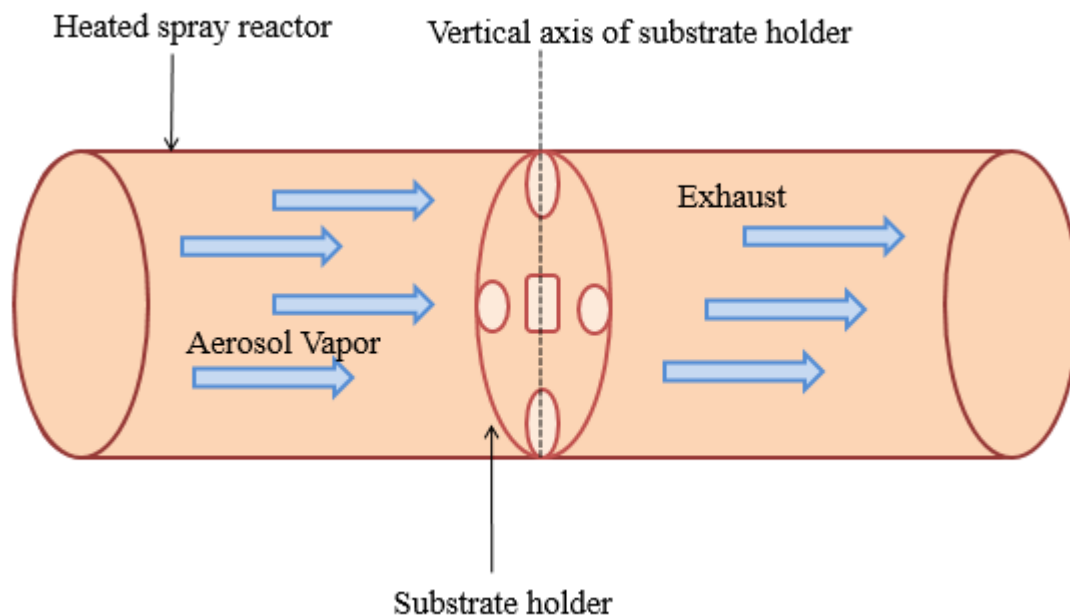 Heated spray reactor
Vertical axis of substrate holder
Exhaust
Aerosol Vapor
Substrate holder